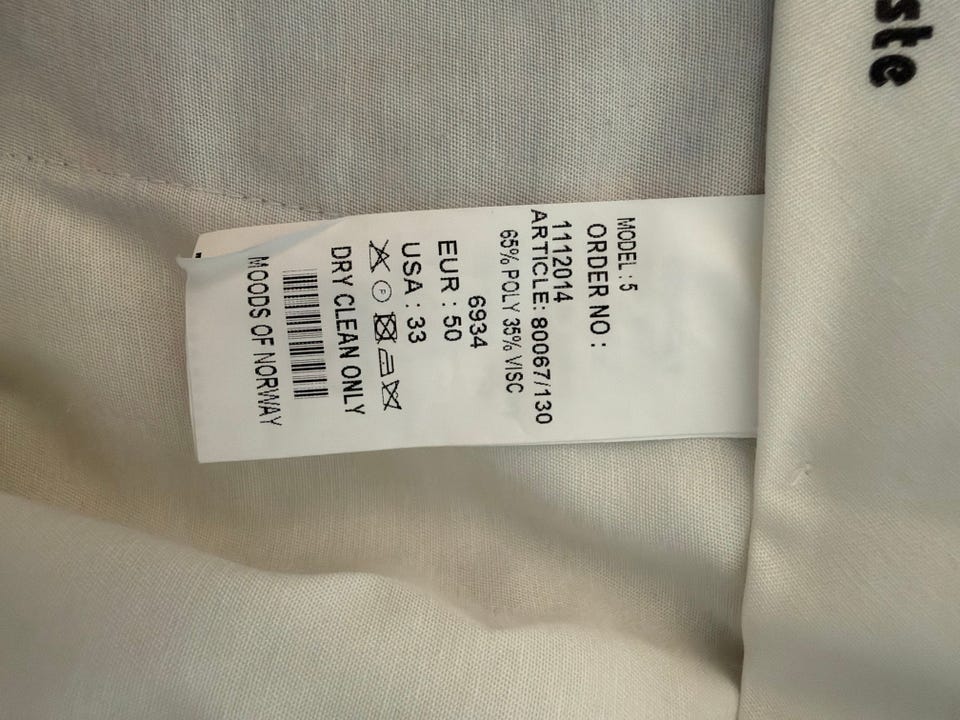 MODEL : 5
ORDER NO :
1112014
ARTICLE: 80067/130
65% POLY 35% VISC
6934
EUR : 50
USA : 33
P
DRY CLEAN ONLY
MOODS OF NORWAY
ste